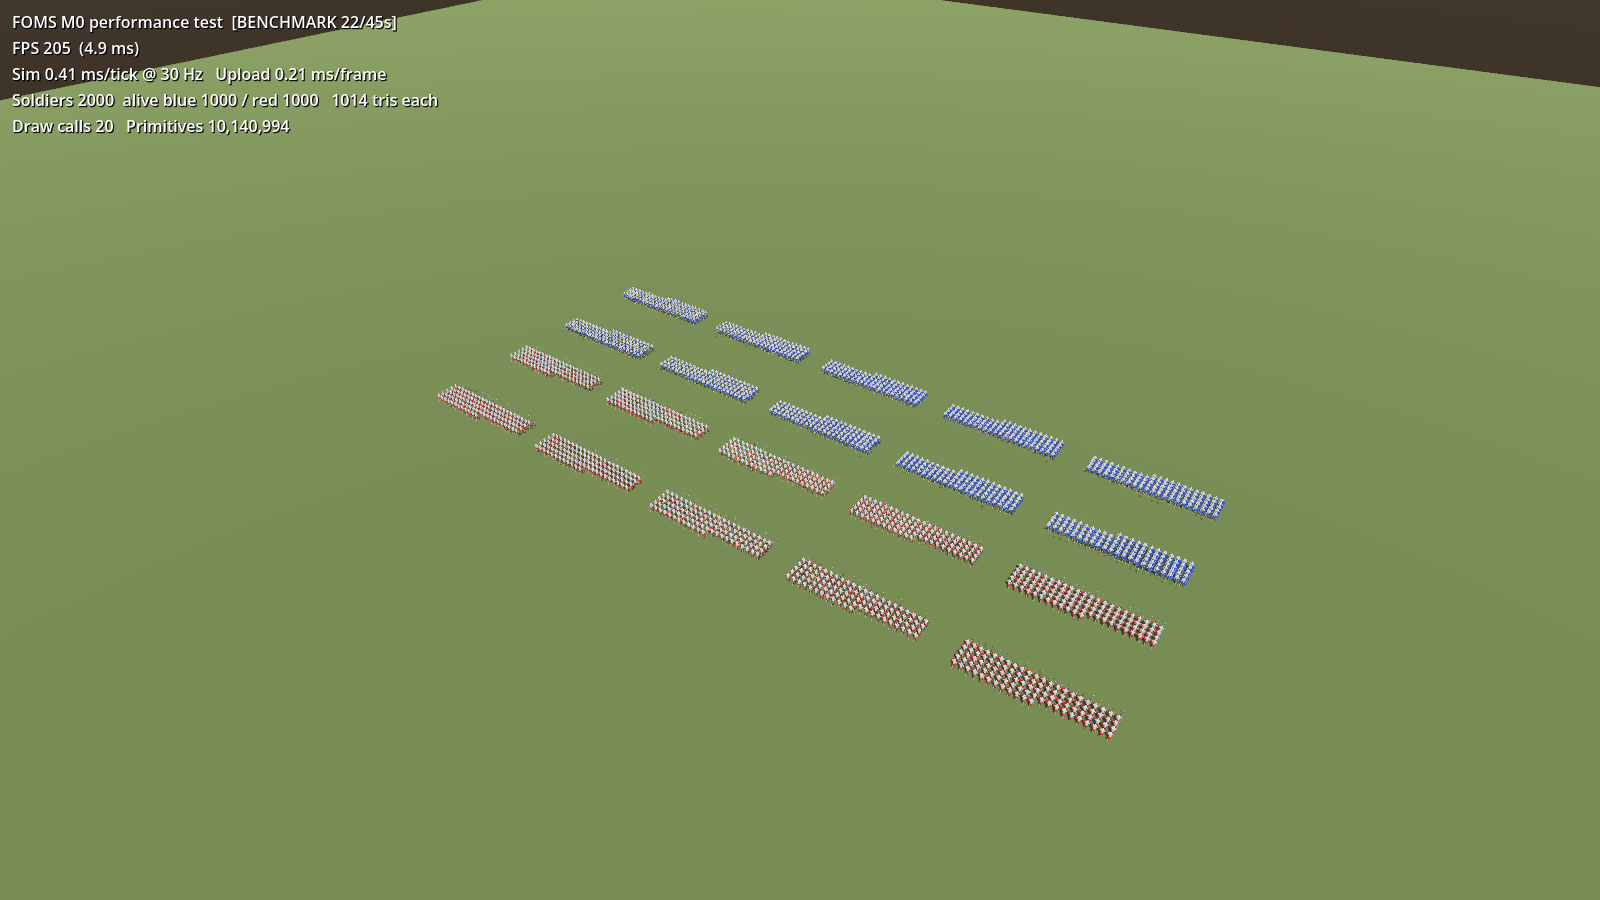 FOMS M0 performance test  [BENCHMARK 22/45s]
FPS 205  (4.9 ms)
Sim 0.41 ms/tick @ 30 Hz   Upload 0.21 ms/frame
Soldiers 2000  alive blue 1000 / red 1000   1014 tris each
Draw calls 20   Primitives 10,140,994